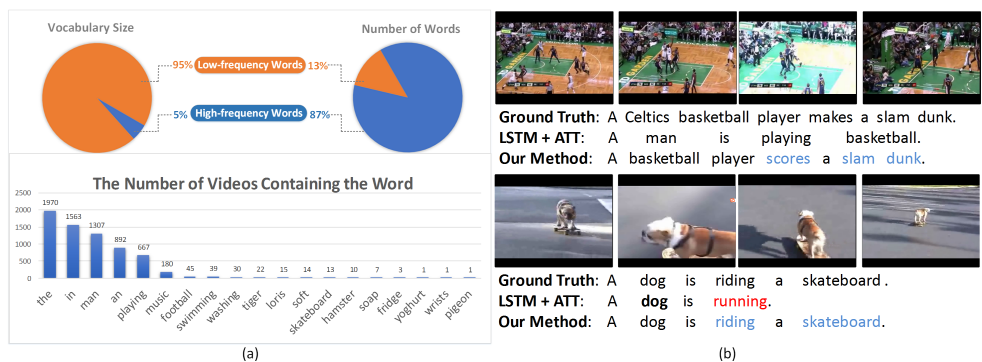 Vocabulary Size
Number of Words
95% Low-frequency Words 13%
5% High-frequency Words 87%
The Number of Videos Containing the Word
2500
2000
1500
1000
500
0
1970
1563
1307
892
667
180
45
39
30
22
15
14
13
10
7
3
1
1
1
the
in
man
an
playing
music
football
swimming
washing
tiger
loris
soft
skateboard
hamster
soap
fridge
yoghurt
wrists
pigeon
(a)
Ground Truth: A Celtics basketball player makes a slam dunk.
LSTM + ATT: A man is playing basketball.
Our Method: A basketball player scores a slam dunk.
Ground Truth: A dog is riding a skateboard.
LSTM + ATT: A dog is running.
Our Method: A dog is riding a skateboard.
(b)